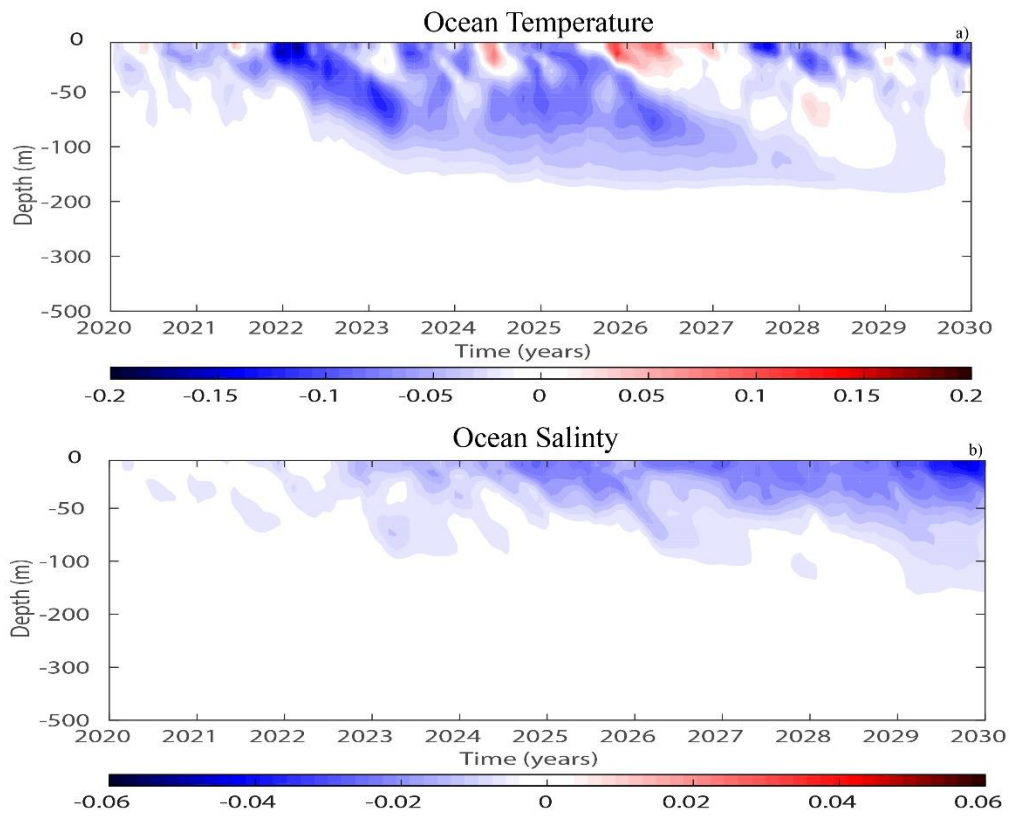 Ocean Temperature
a)
0
-50
-100
-200
-300
-500
Depth (m)
2020 2021 2022 2023 2024 2025 2026 2027 2028 2029 2030
Time (years)
-0.2 -0.15 -0.1 -0.05 0 0.05 0.1 0.15 0.2
Ocean Salinty
b)
0
-50
-100
-200
-300
-500
Depth (m)
2020 2021 2022 2023 2024 2025 2026 2027 2028 2029 2030
Time (years)
-0.06 -0.04 -0.02 0 0.02 0.04 0.06